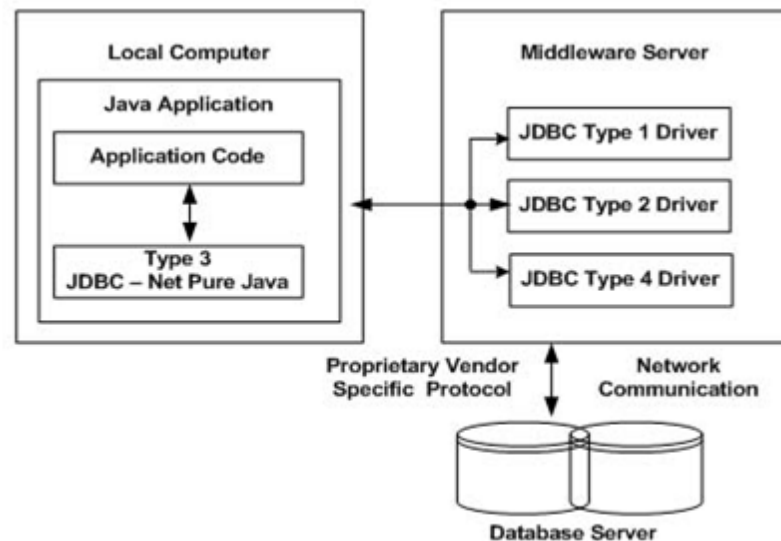 Local Computer
Java Application
Application Code
Type 3
JDBC – Net Pure Java
Middleware Server
JDBC Type 1 Driver
JDBC Type 2 Driver
JDBC Type 4 Driver
Proprietary Vendor
Specific Protocol
Network
Communication
Database Server